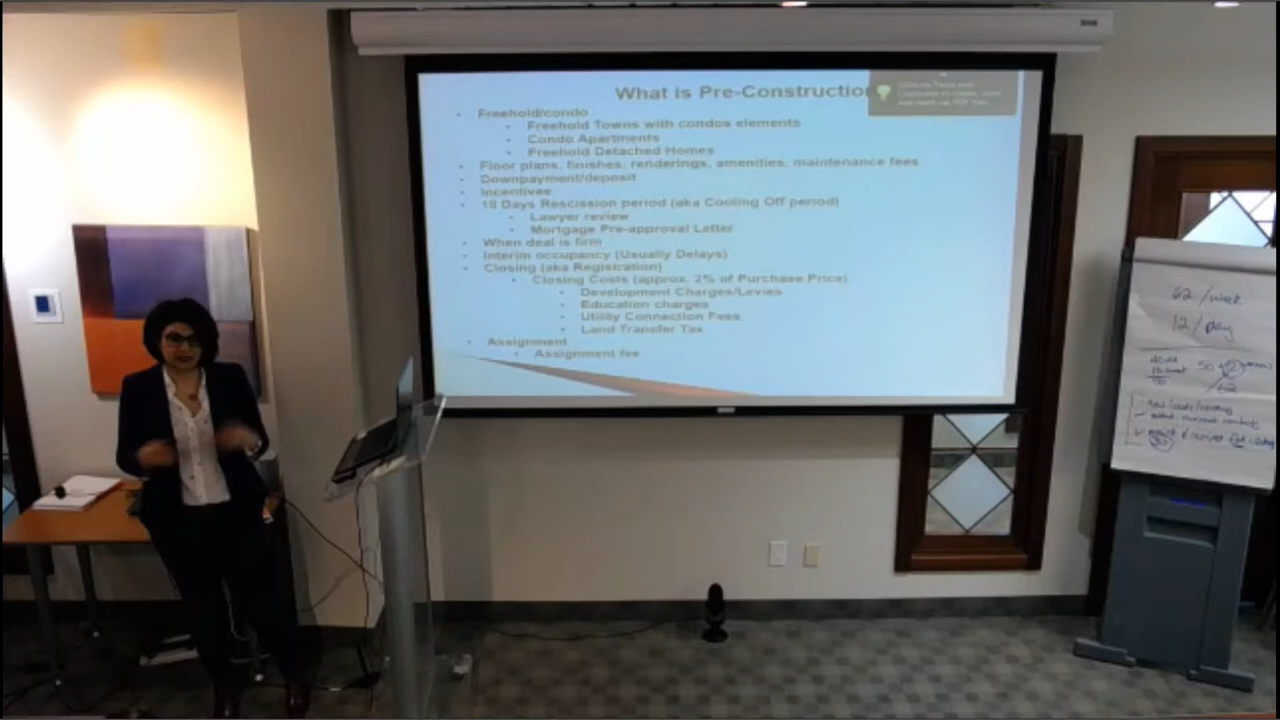 What is Pre-Constructio
Freehold/condo
Freehold Towns with condos elements
Condo Apartments
Freehold Detached Homes
Floor plans, finishes, renderings, amenities, maintenance fees
Downpayment/deposit
Incentives
10 Days Rescission period (aka Cooling Off period)
Lawyer review
Mortgage Pre-approval Letter
When deal is firm
Interim occupancy (Usually Delays)
Closing (aka Registration)
Closing Costs (approx. 2% of Purchase Price)
Development Charges/Levies
Education charges
Utility Connection Fees
Land Transfer Tax
Assignment
Assignment fee
62 /week
12 / Day
50
62